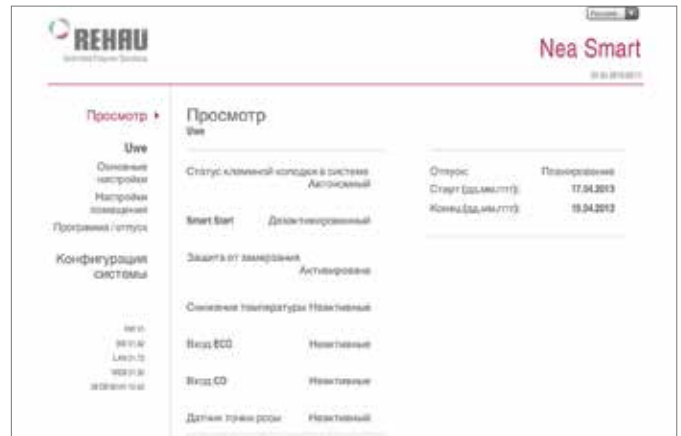 Русский
REHAU
Nea Smart
Просмотр
Uwe
Основные
настройки
Настройки
помещения
Программа / отпуск
Конфигурация
системы
Просмотр
Uwe
Статус клеммной колодки в системе
Автономный
Smart Start Дезактивированный
Защита от замерзания
Активирована
Снижение температуры Неактивные
Вход ECO Неактивные
Вход CO Неактивные
Датчик точки росы Неактивный
Отпуск: Планирование
Старт (дд.мм.гггг): 17.04.2013
Конец (дд.мм.гггг): 19.04.2013